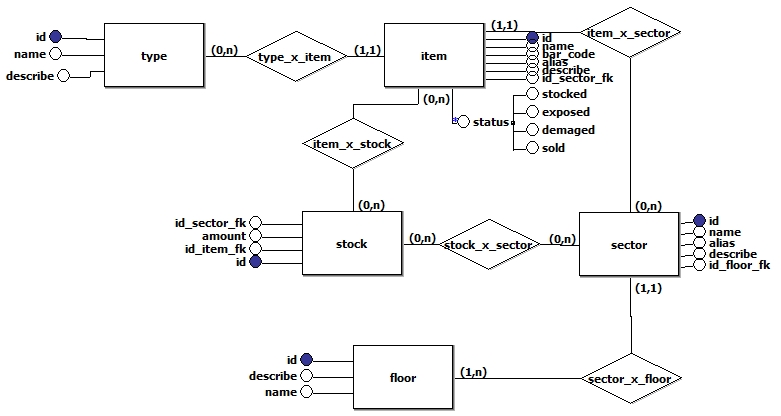 id
name
describe
type
(0,n)
type_x_item
(1,1)
item
(1,1)
item_x_sector
id
name
bar_code
alias
describe
id_sector_fk
(0,n)
status
stocked
exposed
demaged
sold
item_x_stock
(0,n)
(0,n)
id_sector_fk
amount
id_item_fk
id
stock
(0,n)
stock_x_sector
(0,n)
sector
id
name
alias
describe
id_floor_fk
(1,1)
id
describe
name
floor
(1,n)
sector_x_floor